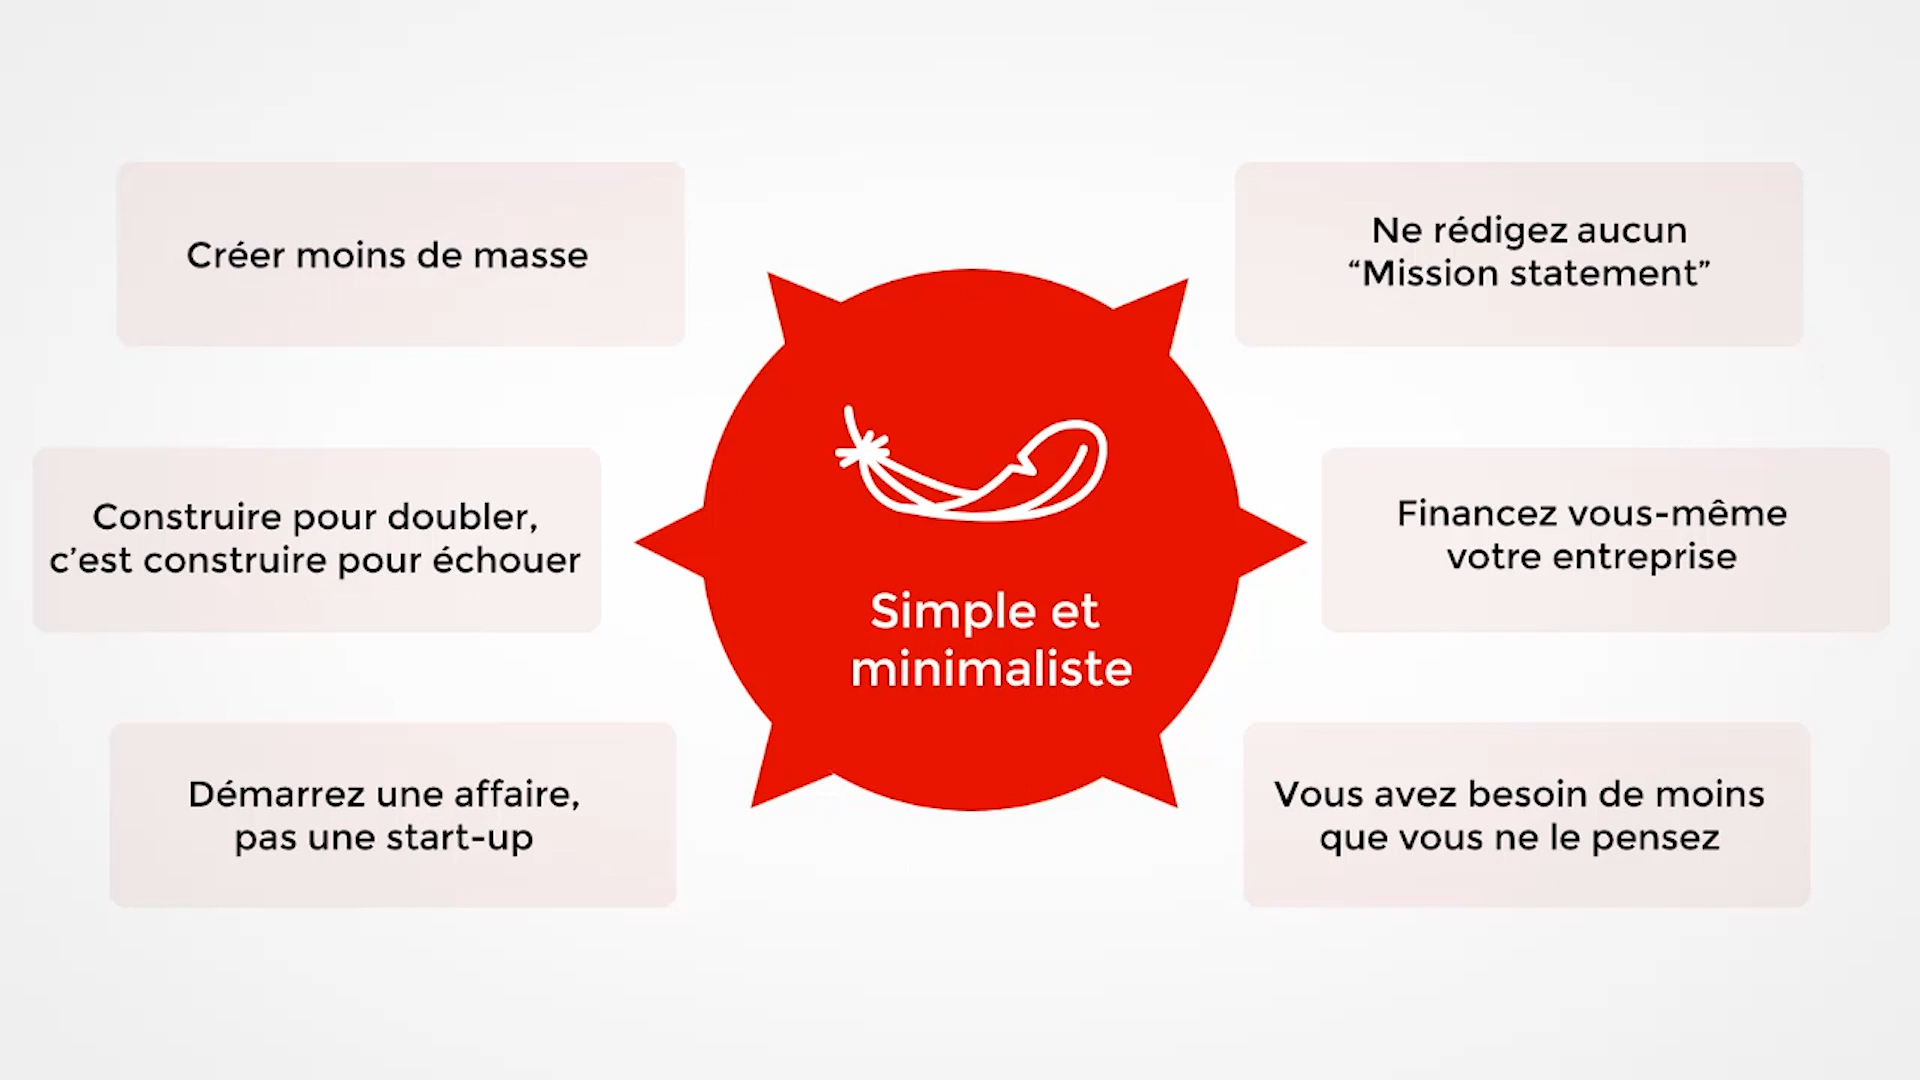 Créer moins de masse
Construire pour doubler,
c’est construire pour échouer
Démarrez une affaire,
pas une start-up
Simple et
minimaliste
Ne rédigez aucun
“Mission statement”
Financez vous-même
votre entreprise
Vous avez besoin de moins
que vous ne le pensez